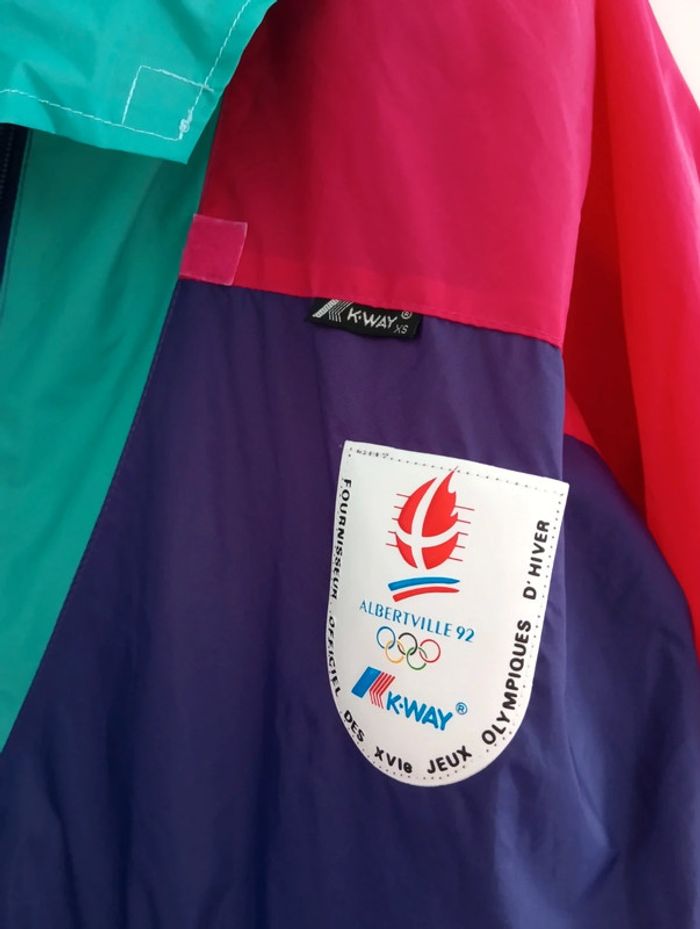 K-WAY®
XS
ALBERTVILLE 92
K-WAY®
FOURNISSEUR OFFICIEL DES XVIe JEUX OLYMPIQUES D'HIVER